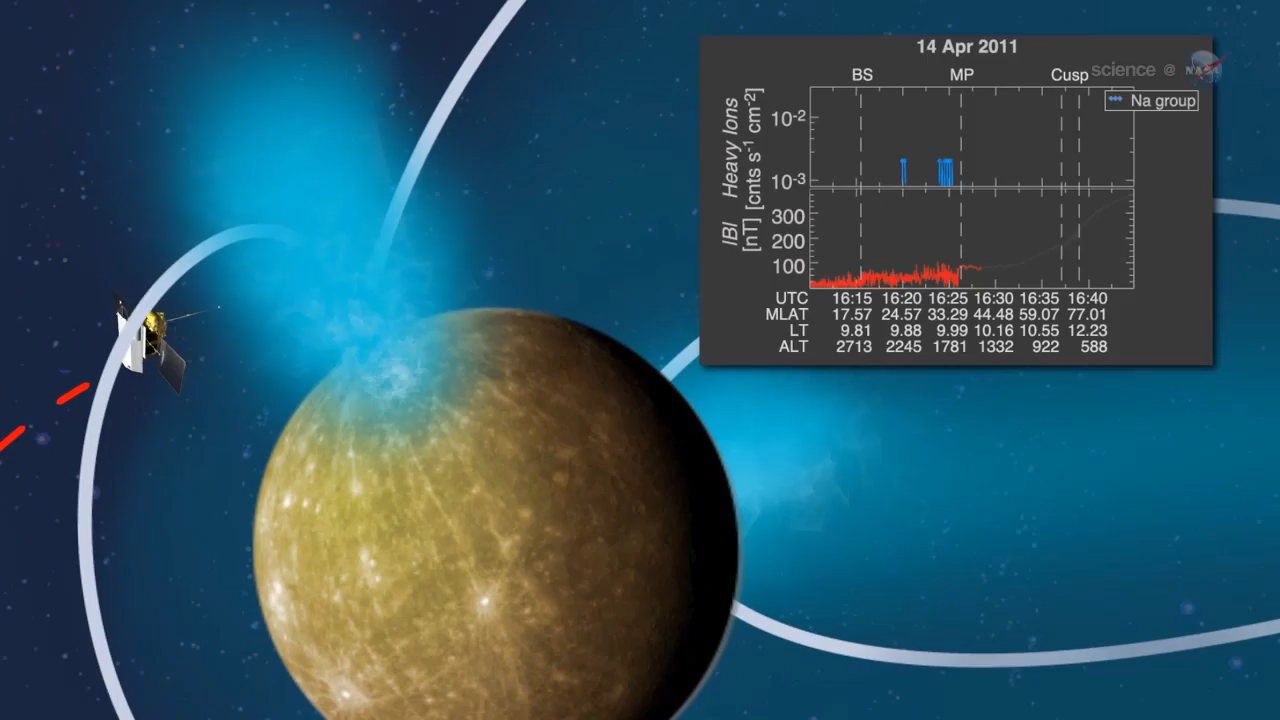 14 Apr 2011
BS MP Cusp
science @ NASA
Na group
Heavy Ions
[cnts s-1 cm-2]
10-2
10-3
|B|
[nT]
300
200
100
UTC 16:15 16:20 16:25 16:30 16:35 16:40
MLAT 17.57 24.57 33.29 44.48 59.07 77.01
LT 9.81 9.88 9.99 10.16 10.55 12.23
ALT 2713 2245 1781 1332 922 588